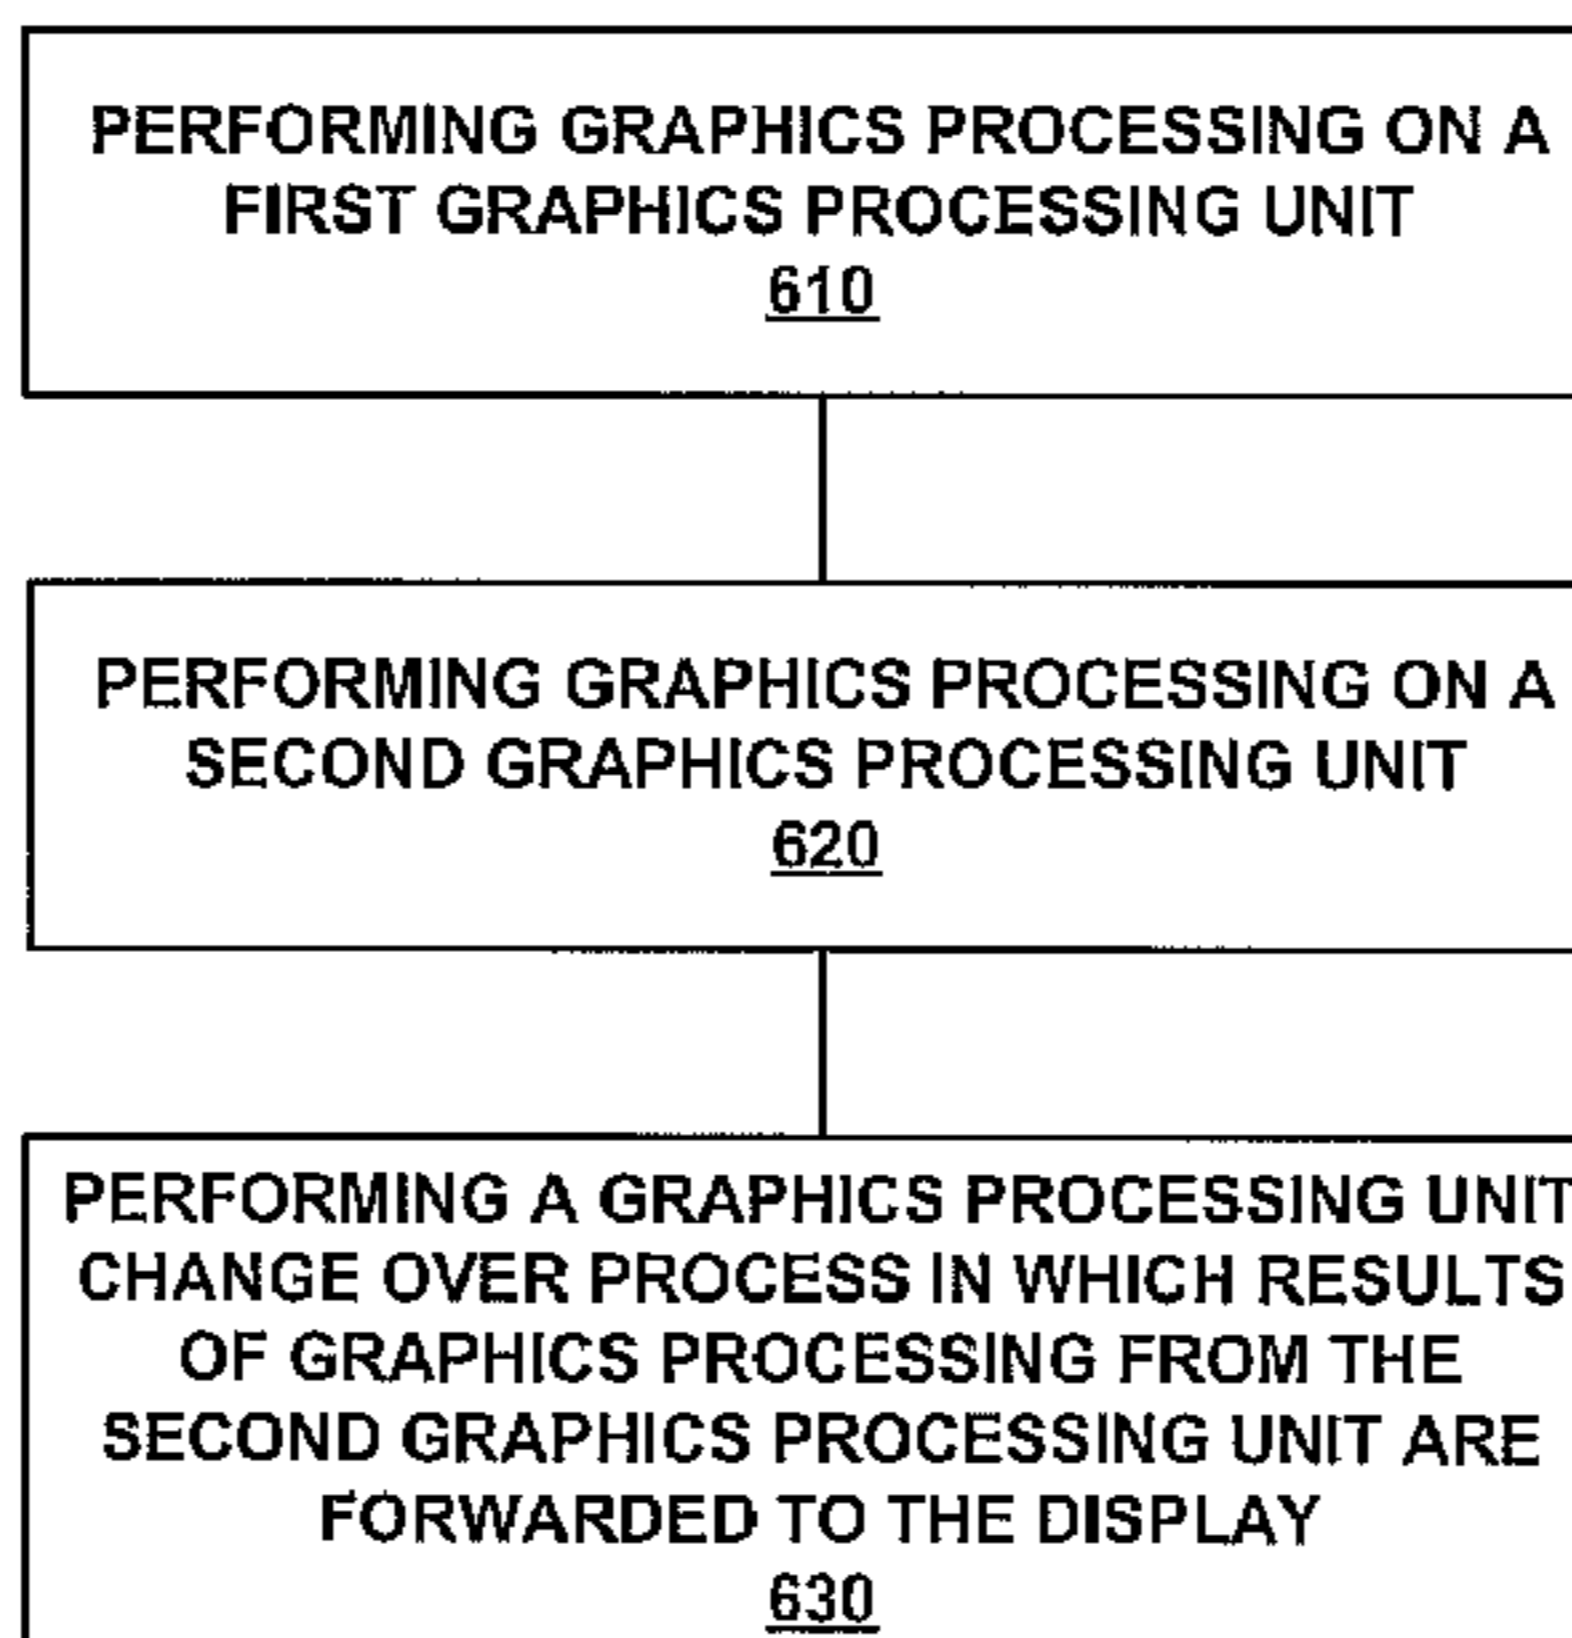 PERFORMING GRAPHICS PROCESSING ON A
FIRST GRAPHICS PROCESSING UNIT
610
PERFORMING GRAPHICS PROCESSING ON A
SECOND GRAPHICS PROCESSING UNIT
620
PERFORMING A GRAPHICS PROCESSING UNIT
CHANGE OVER PROCESS IN WHICH RESULTS
OF GRAPHICS PROCESSING FROM THE
SECOND GRAPHICS PROCESSING UNIT ARE
FORWARDED TO THE DISPLAY
630